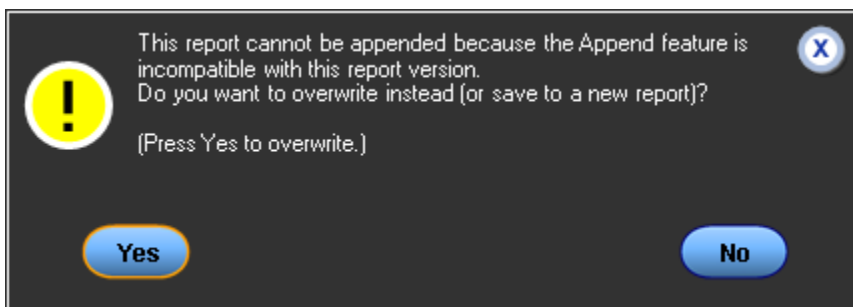 This report cannot be appended because the Append feature is
incompatible with this report version.
Do you want to overwrite instead (or save to a new report)?
(Press Yes to overwrite.)
X
!
Yes
No